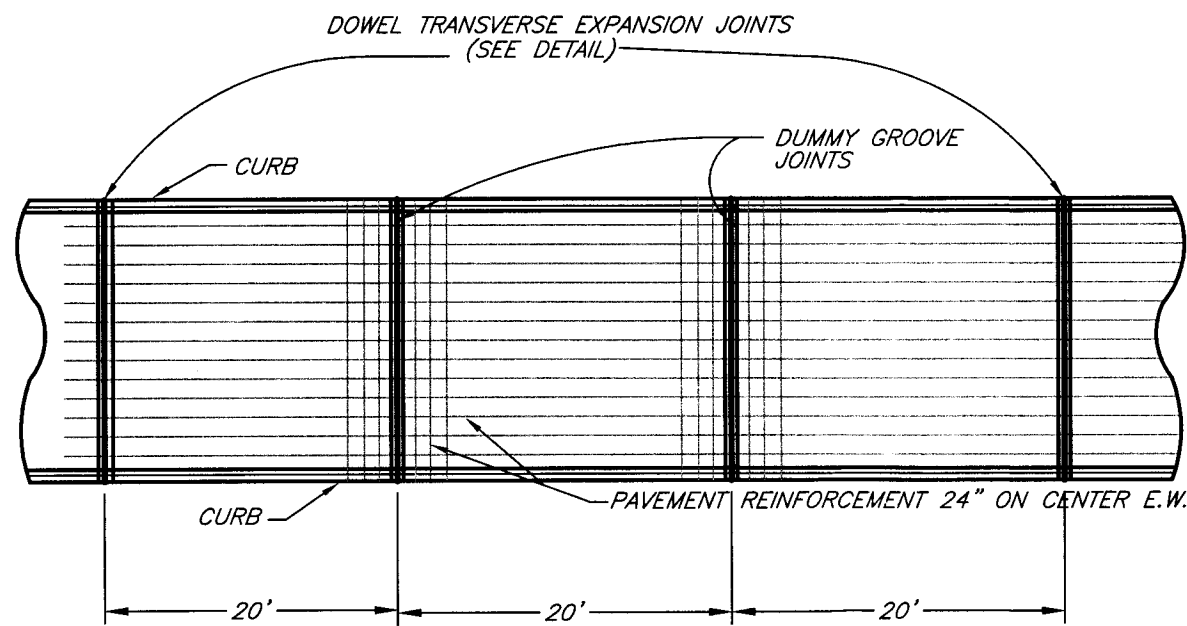 DOWEL TRANSVERSE EXPANSION JOINTS
(SEE DETAIL)
DUMMY GROOVE
JOINTS
CURB
PAVEMENT REINFORCEMENT 24" ON CENTER E.W.
CURB
20'
20'
20'